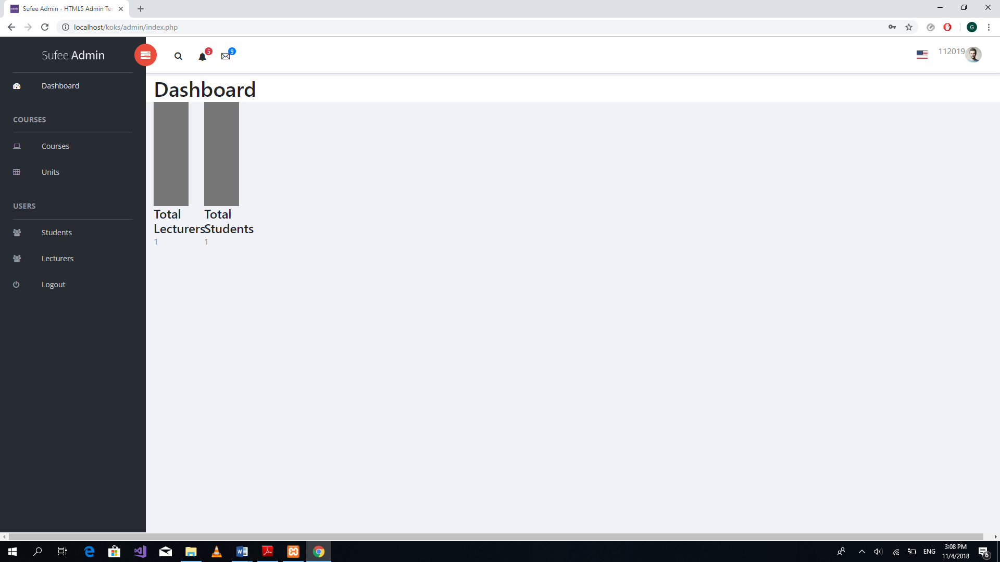 Sufee Admin - HTML5 Admin Ter
localhost/koks/admin/index.php
G
Sufee Admin
5
9
112019
Dashboard
COURSES
Courses
Units
USERS
Students
Lecturers
Logout
Dashboard
Total
Lecturers
1
Total
Students
1
ENG
3:08 PM
11/4/2018
6